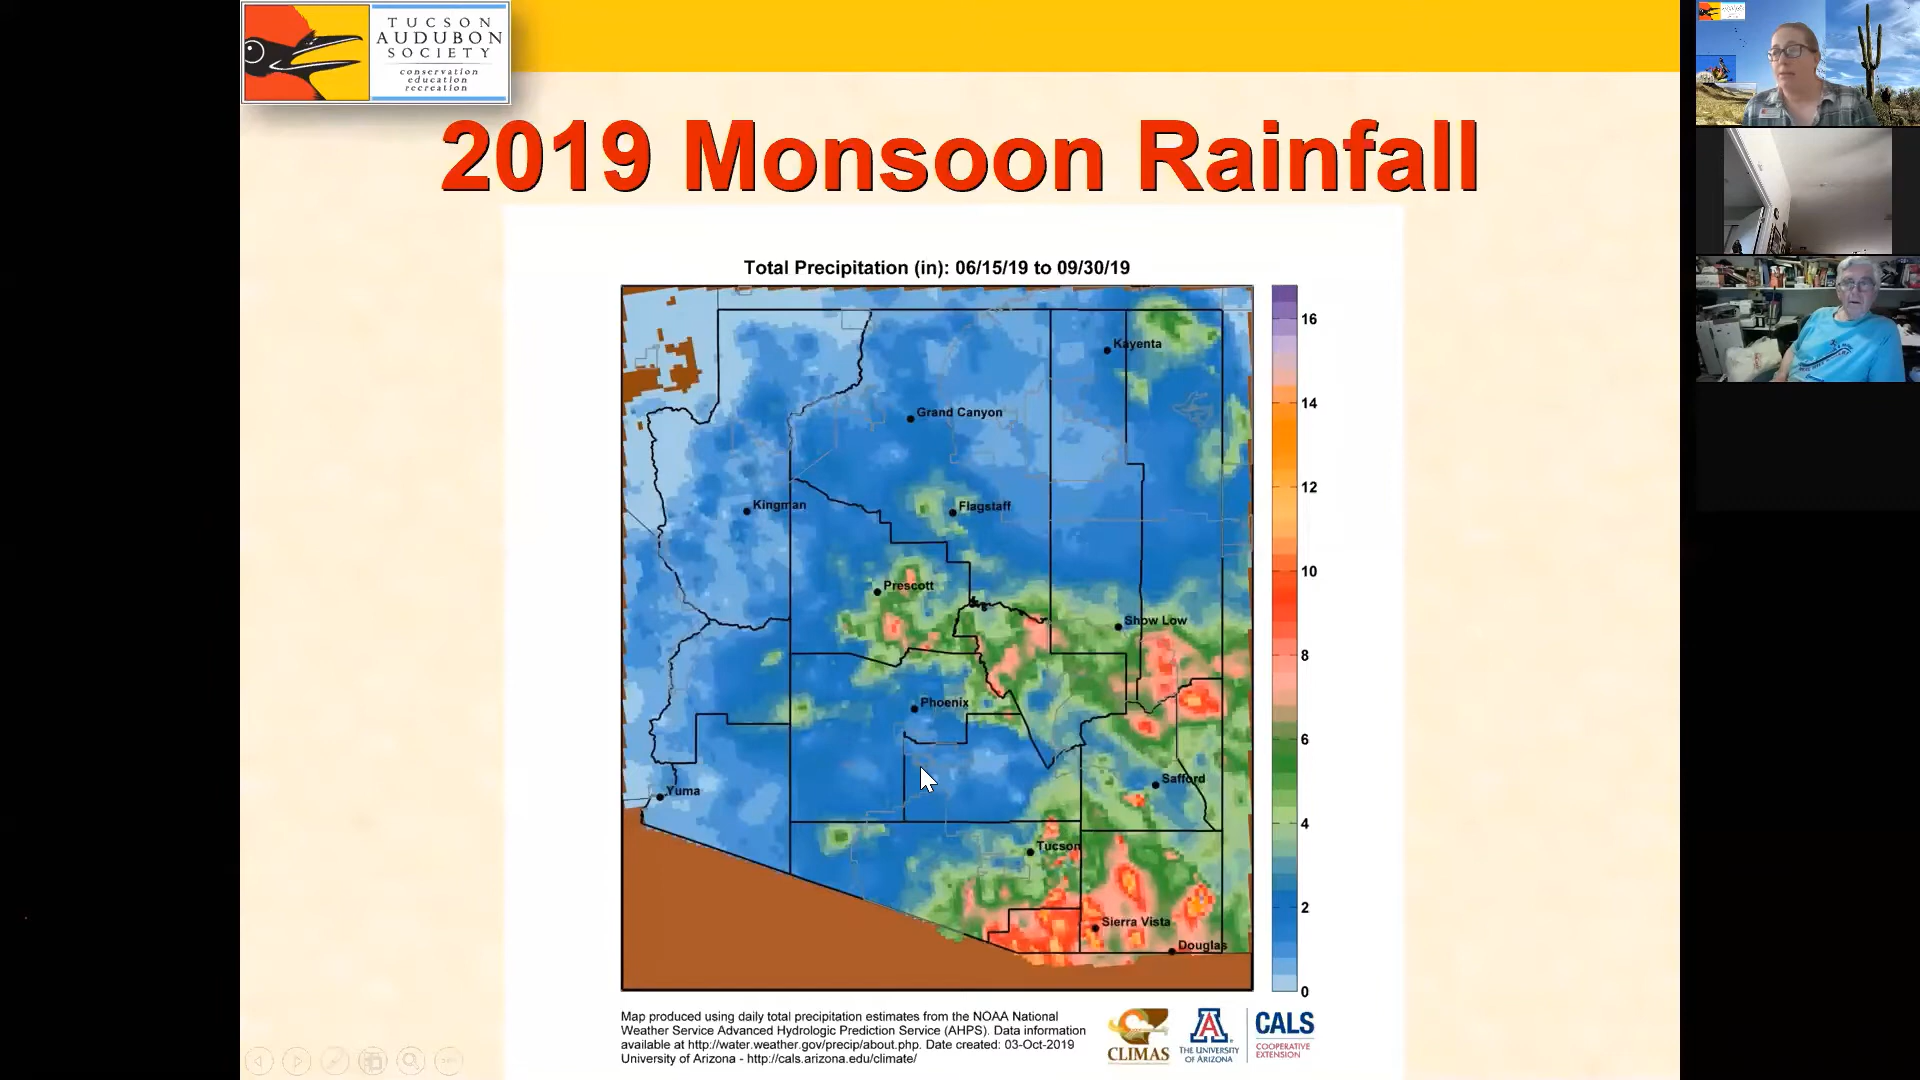 TUCSON
AUDUBON
SOCIETY
conservation
education
recreation
2019 Monsoon Rainfall
Total Precipitation (in): 06/15/19 to 09/30/19
Kayenta
Grand Canyon
Kingman
Flagstaff
Prescott
Show Low
Phoenix
Safford
Yuma
Tucson
Sierra Vista
Douglas
16
14
12
10
8
6
4
2
0
Map produced using daily total precipitation estimates from the NOAA National
Weather Service Advanced Hydrologic Prediction Service (AHPS). Data information
available at http://water.weather.gov/precip/about.php. Date created: 03-Oct-2019
University of Arizona - http://cals.arizona.edu/climate/
CLIMAS
A
THE UNIVERSITY
OF ARIZONA
CALS
COOPERATIVE
EXTENSION